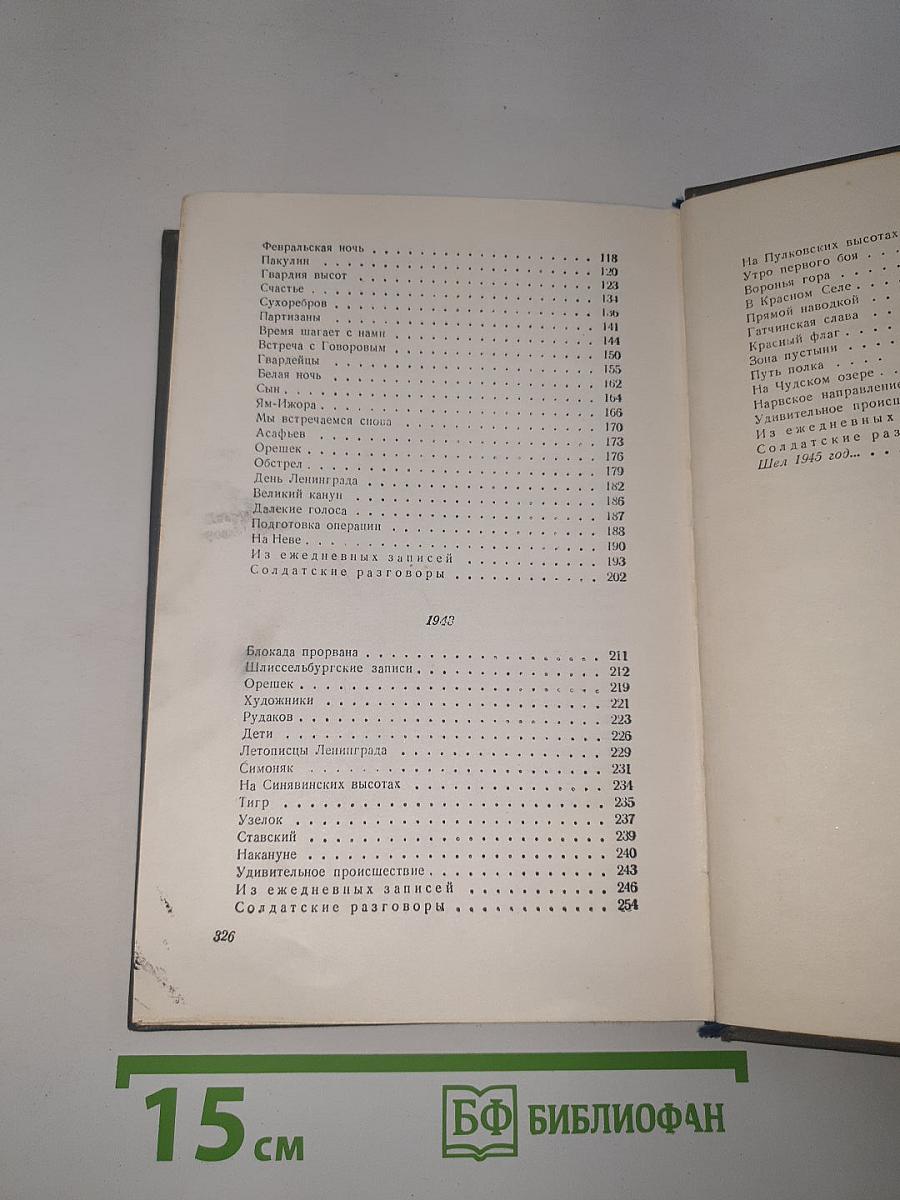 Февральская ночь . . . . . . . . . . . . . . . . 118
Пакулин . . . . . . . . . . . . . . . . 120
Гвардия высот . . . . . . . . . . . . . . . . 123
Счастье . . . . . . . . . . . . . . . . 134
Сухоребров . . . . . . . . . . . . . . . . 136
Партизаны . . . . . . . . . . . . . . . . 141
Время шагает с нами . . . . . . . . . . . . . . . . 144
Встреча с Говоровым . . . . . . . . . . . . . . . . 150
Гвардейцы . . . . . . . . . . . . . . . . 155
Белая ночь . . . . . . . . . . . . . . . . 162
Сын . . . . . . . . . . . . . . . . 164
Ям-Ижора . . . . . . . . . . . . . . . . 166
Мы встречаемся снова . . . . . . . . . . . . . . . . 170
Асафьев . . . . . . . . . . . . . . . . 173
Орешек . . . . . . . . . . . . . . . . 176
Обстрел . . . . . . . . . . . . . . . . 179
День Ленинграда . . . . . . . . . . . . . . . . 182
Великий канун . . . . . . . . . . . . . . . . 186
Далекие голоса . . . . . . . . . . . . . . . . 187
Подготовка операции . . . . . . . . . . . . . . . . 188
На Неве . . . . . . . . . . . . . . . . 190
Из ежедневных записей . . . . . . . . . . . . 193
Солдатские разговоры . . . . . . . . . . . . 202
1943
Блокада прорвана . . . . . . . . . . . . . . . . 211
Шлиссельбургские записи . . . . . . . . . . . . . . 212
Орешек . . . . . . . . . . . . . . . . 219
Художники . . . . . . . . . . . . . . . . 221
Рудаков . . . . . . . . . . . . . . . . 223
Дети . . . . . . . . . . . . . . . . 226
Летописцы Ленинграда . . . . . . . . . . . . . . 229
Симоняк . . . . . . . . . . . . . . . . 231
На Синявинских высотах . . . . . . . . . . . . . . 234
Тигр . . . . . . . . . . . . . . . . 235
Узелок . . . . . . . . . . . . . . . . 237
Ставский . . . . . . . . . . . . . . . . 239
Накануне . . . . . . . . . . . . . . . . 240
Удивительное происшествие . . . . . . . . . . . . . 243
Из ежедневных записей . . . . . . . . . . . 246
Солдатские разговоры . . . . . . . . . . . . 254
326
На Пулковских высотах
Утро первого боя . . .
Воронья гора . . . .
В Красном Селе . . .
Прямой наводкой . .
Гатчинская слава . .
Красный флаг . . . .
Зона пустыни . . . .
Путь полка . . . .
На Чудском озере . .
Нарвское направление
Удивительное проис
Из ежедневных
Солдатские раз
Шел 1945 год... . .
15 см
БФ БИБЛИОФАН